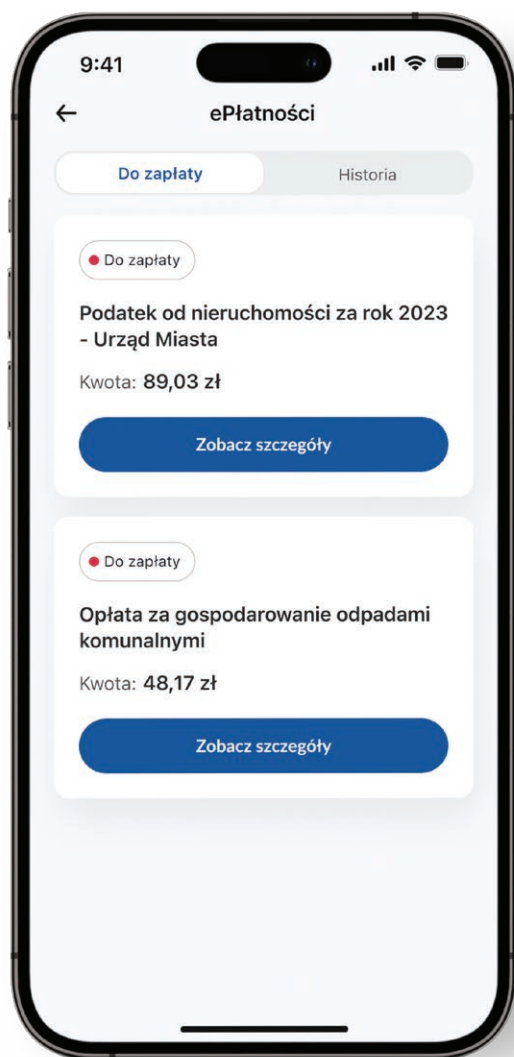 9:41
ePłatności
Do zapłaty
Historia
Do zapłaty
Podatek od nieruchomości za rok 2023
- Urząd Miasta
Kwota: 89,03 zł
Zobacz szczegóły
Do zapłaty
Opłata za gospodarowanie odpadami
komunalnymi
Kwota: 48,17 zł
Zobacz szczegóły